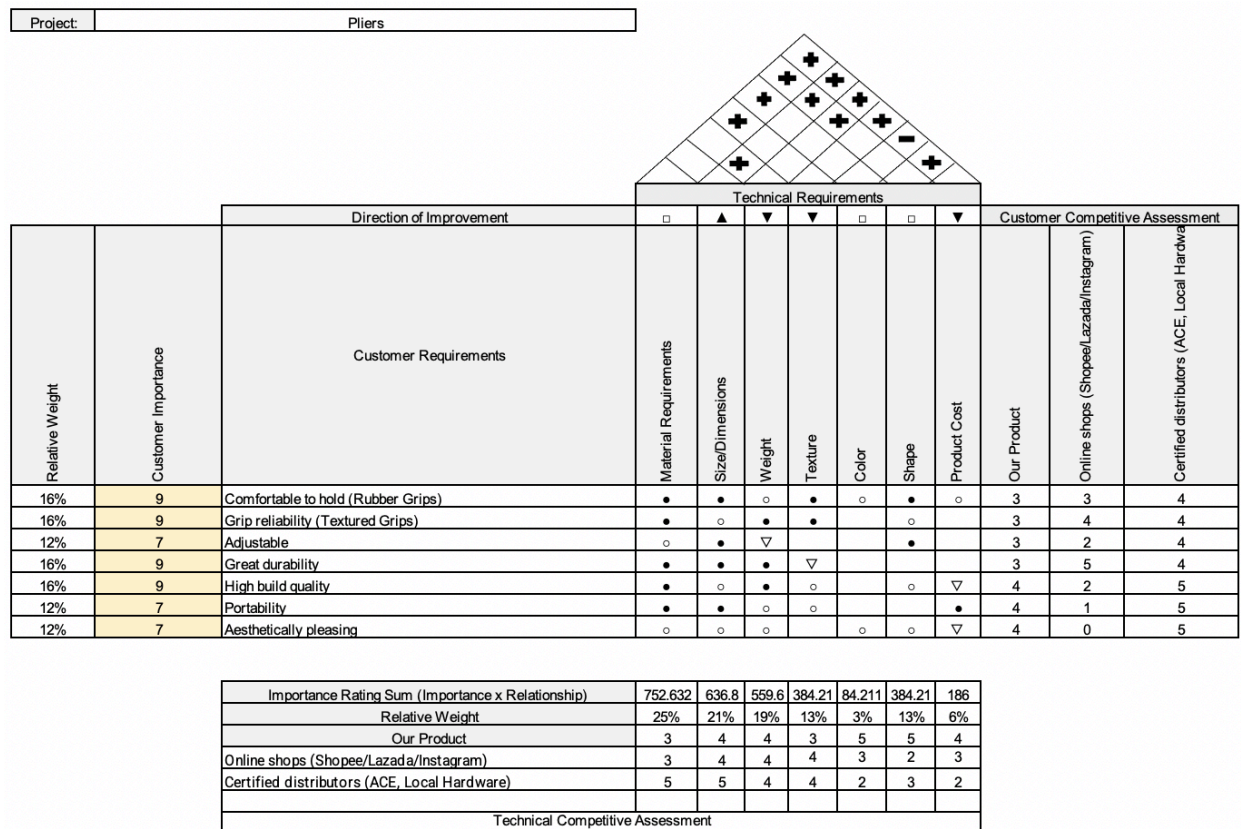 Project: Pliers
Technical Requirements
Direction of Improvement □ ▲ ▼ ▼ □ □ ▼ Customer Competitive Assessment
Relative Weight
Customer Importance
Customer Requirements
Material Requirements
Size/Dimensions
Weight
Texture
Color
Shape
Product Cost
Our Product
Online shops (Shopee/Lazada/Instagram)
Certified distributors (ACE, Local Hardwa
16% 9 Comfortable to hold (Rubber Grips) ● ● ○ ● ○ ● ○ 3 3 4
16% 9 Grip reliability (Textured Grips) ● ○ ● ● ○ 3 4 4
12% 7 Adjustable ○ ● ▽ ● 3 2 4
16% 9 Great durability ● ● ● ▽ 3 5 4
16% 9 High build quality ● ○ ● ○ ○ ▽ 4 2 5
12% 7 Portability ● ● ○ ○ ● 4 1 5
12% 7 Aesthetically pleasing ○ ○ ○ ○ ○ ▽ 4 0 5
Importance Rating Sum (Importance x Relationship) 752.632 636.8 559.6 384.21 84.211 384.21 186
Relative Weight 25% 21% 19% 13% 3% 13% 6%
Our Product 3 4 4 3 5 5 4
Online shops (Shopee/Lazada/Instagram) 3 4 4 4 3 2 3
Certified distributors (ACE, Local Hardware) 5 5 4 4 2 3 2
Technical Competitive Assessment